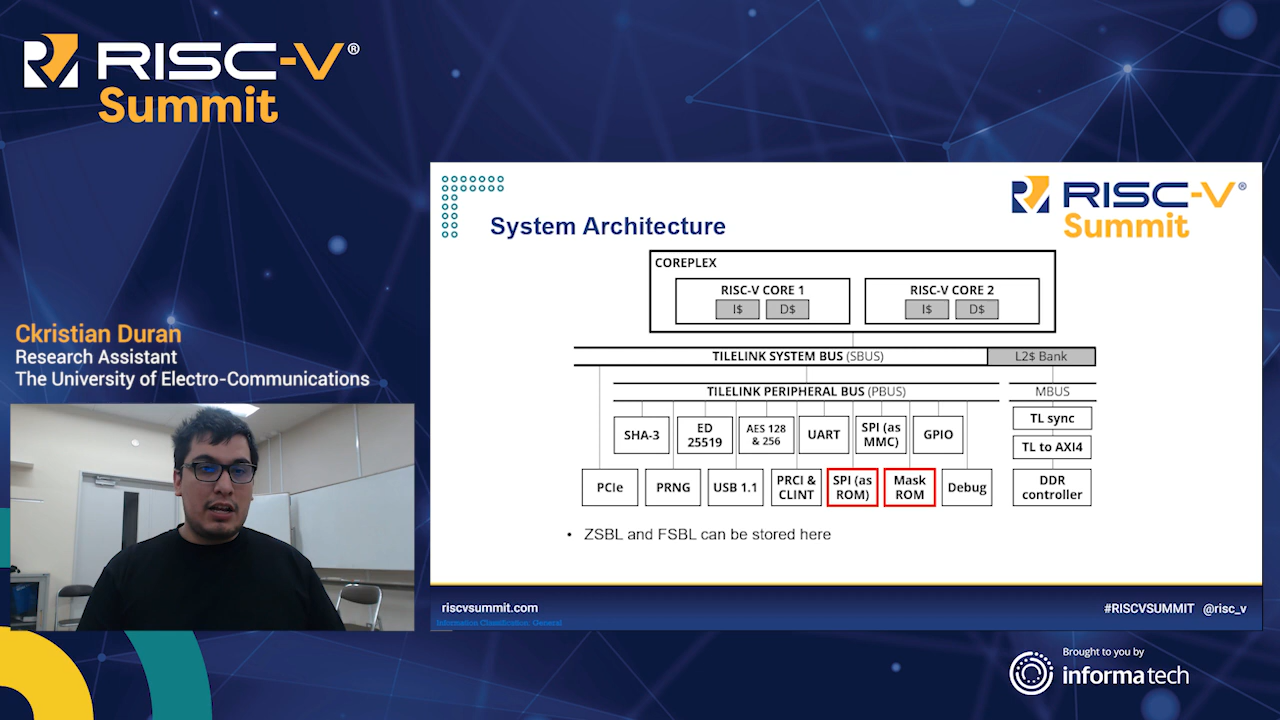 RISC-V®
Summit
Ckristian Duran
Research Assistant
The University of Electro-Communications
RISC-V®
Summit
System Architecture
COREPLEX
RISC-V CORE 1
I$ D$
RISC-V CORE 2
I$ D$
TILELINK SYSTEM BUS (SBUS)
L2$ Bank
TILELINK PERIPHERAL BUS (PBUS)
MBUS
SHA-3
ED
25519
AES 128
& 256
UART
SPI (as
MMC)
GPIO
TL sync
TL to AXI4
PCIe
PRNG
USB 1.1
PRCI &
CLINT
SPI (as
ROM)
Mask
ROM
Debug
DDR
controller
• ZSBL and FSBL can be stored here
riscvsummit.com
#RISCVSUMMIT @risc_v
Information Classification: General
Brought to you by
informa tech